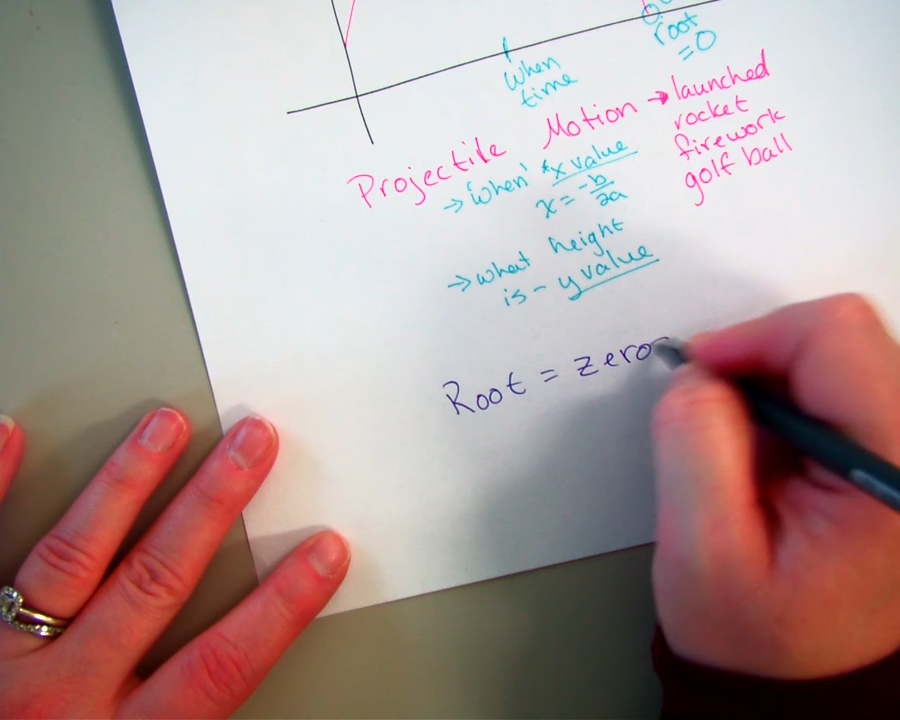 root
=0
when
time
Projectile Motion → launched
rocket
firework
golf ball
→ "when" x value
x = -b/2a
→ what height
is - y value
Root = zero